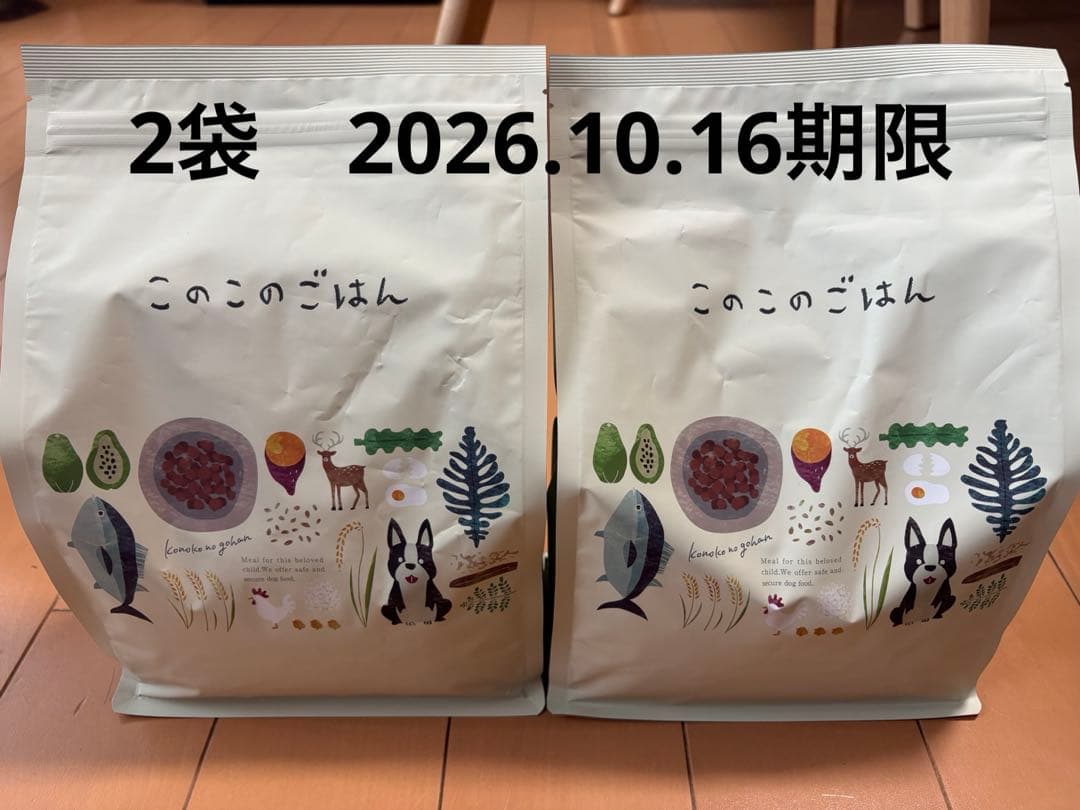 2袋　2026.10.16期限
このこのごはん
Konoko no gohan
Meal for this beloved
child.We offer safe and
secure dog food.
このこのごはん
Konoko no gohan
Meal for this beloved
child.We offer safe and
secure dog food.